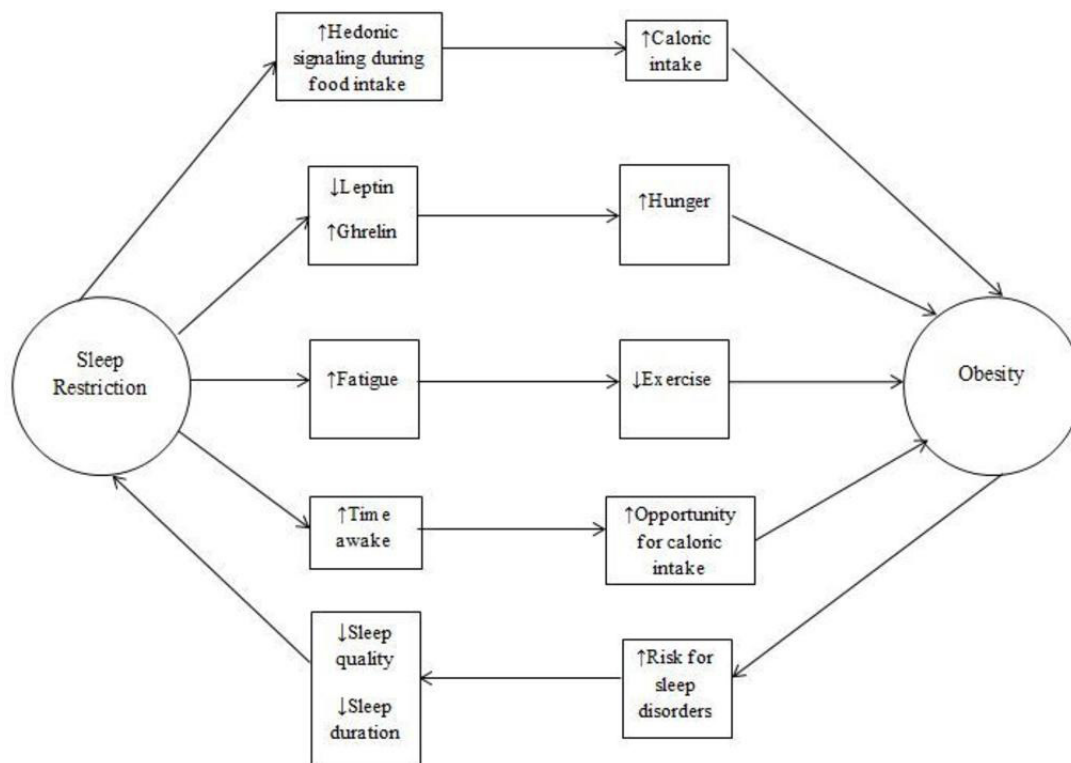 ↑Hedonic
signaling during
food intake
↑Caloric
intake
↓Leptin
↑Ghrelin
↑Hunger
Sleep
Restriction
↑Fatigue
↓Exercise
Obesity
↑Time
awake
↑Opportunity
for caloric
intake
↓Sleep
quality
↓Sleep
duration
↑Risk for
sleep
disorders